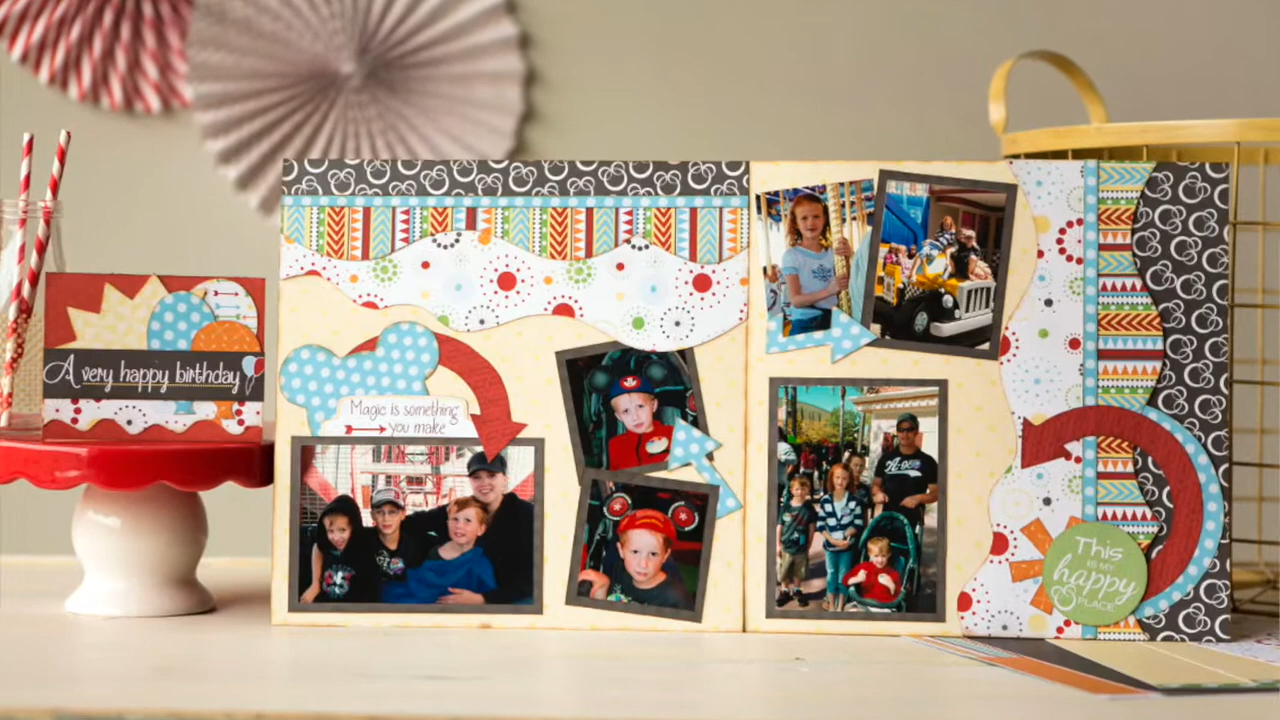 A very happy birthday
Magic is something
you make
This
IS MY
happy
PLACE